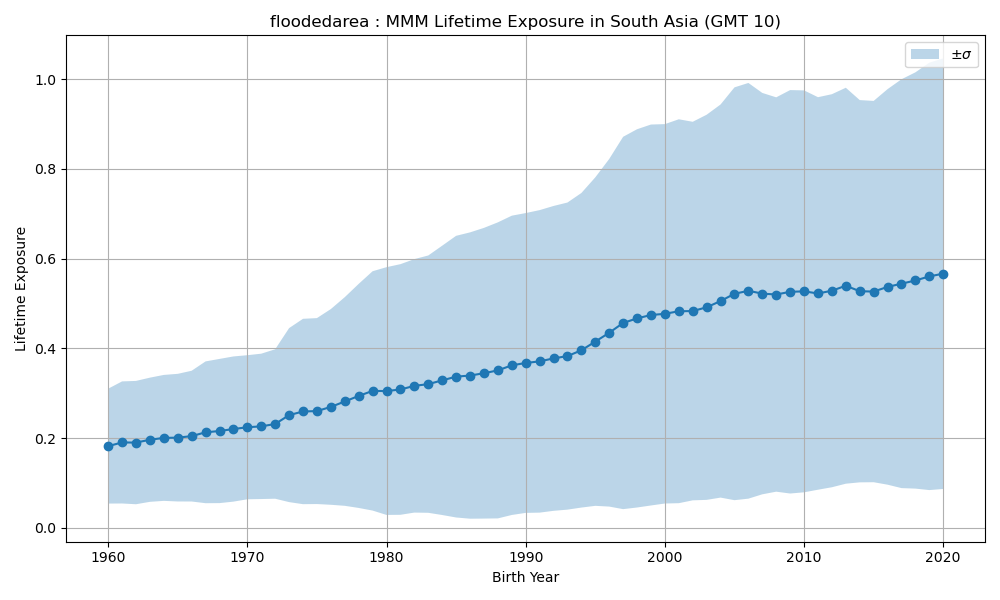 floodedarea : MMM Lifetime Exposure in South Asia (GMT 10)
±σ
Lifetime Exposure
1.0
0.8
0.6
0.4
0.2
0.0
1960 1970 1980 1990 2000 2010 2020
Birth Year